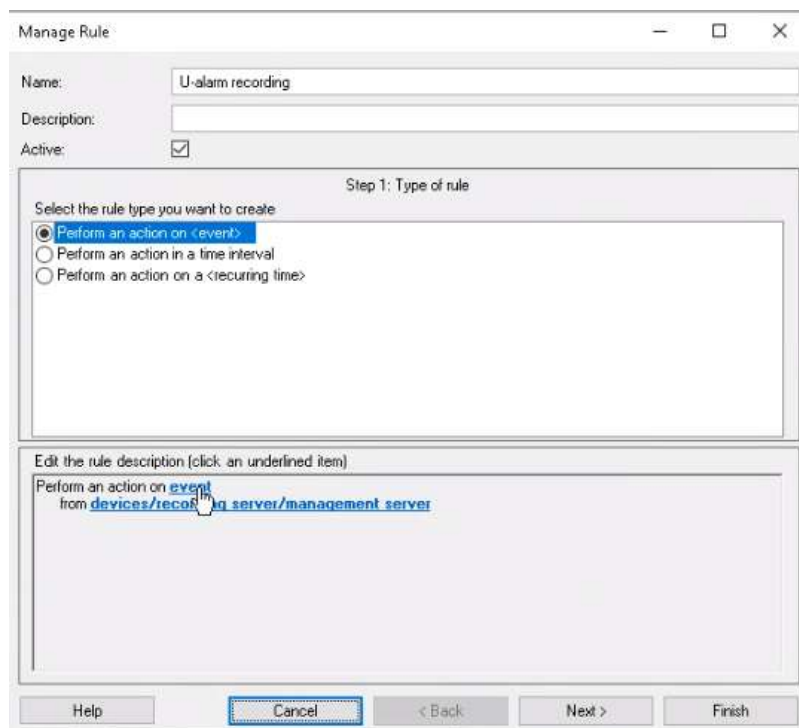 Manage Rule
Name:
U-alarm recording
Description:
Active:
Step 1: Type of rule
Select the rule type you want to create
Perform an action on <event>
Perform an action in a time interval
Perform an action on a <recurring time>
Edit the rule description (click an underlined item)
Perform an action on event
from devices/recording server/management server
Help
Cancel
< Back
Next >
Finish